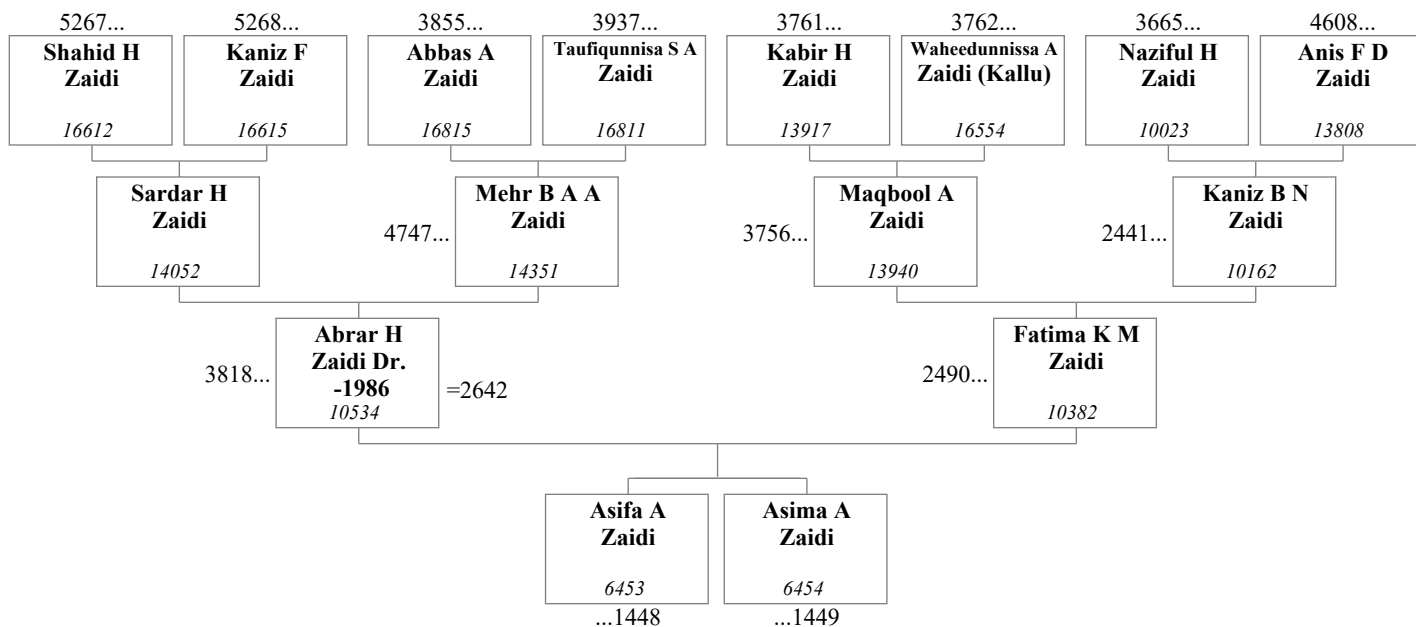 5267... 5268... 3855... 3937... 3761... 3762... 3665... 4608...
Shahid H Zaidi 16612
Kaniz F Zaidi 16615
Abbas A Zaidi 16815
Taufiqunnisa S A Zaidi 16811
Kabir H Zaidi 13917
Waheedunnissa A Zaidi (Kallu) 16554
Naziful H Zaidi 10023
Anis F D Zaidi 13808
Sardar H Zaidi 14052
4747...
Mehr B A A Zaidi 14351
3756...
Maqbool A Zaidi 13940
2441...
Kaniz B N Zaidi 10162
3818...
Abrar H
Zaidi Dr.
-1986
10534
=2642
2490...
Fatima K M
Zaidi
10382
Asifa A
Zaidi
6453
...1448
Asima A
Zaidi
6454
...1449